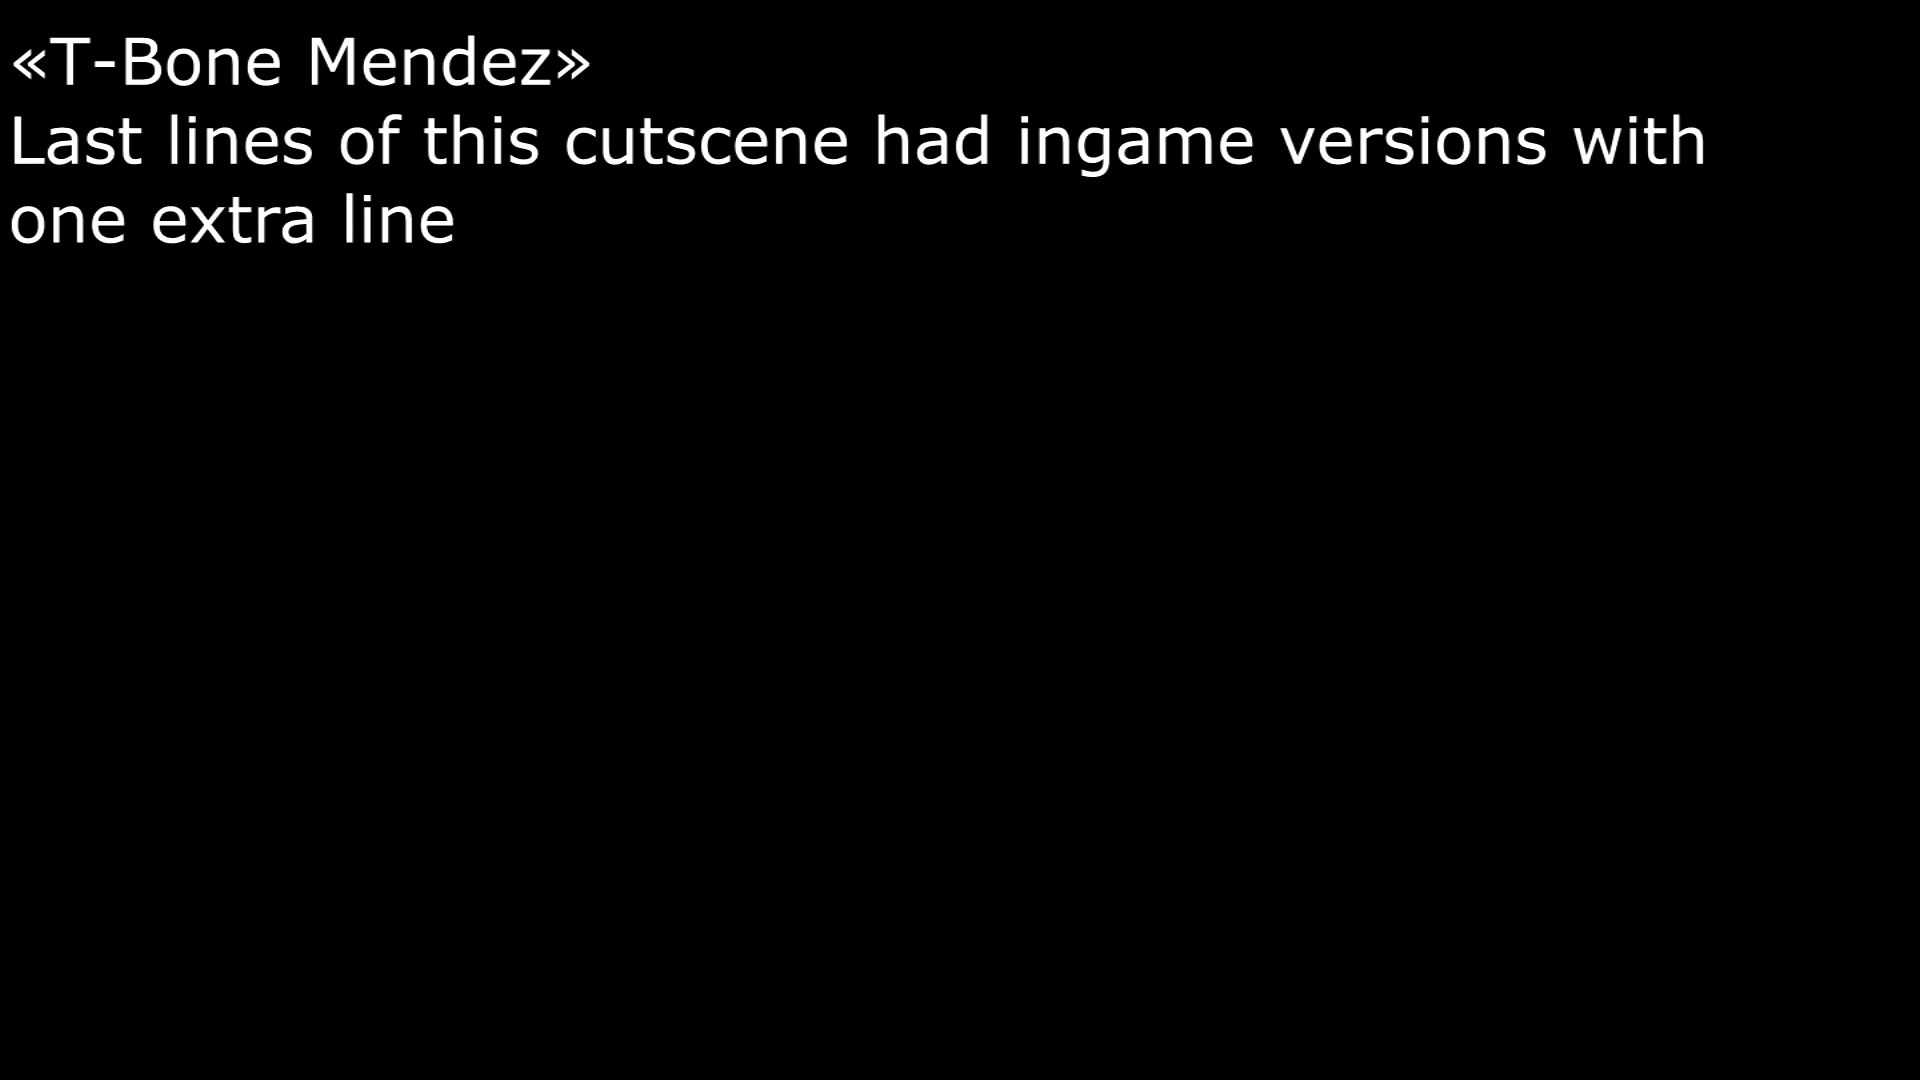 «T-Bone Mendez»
Last lines of this cutscene had ingame versions with
one extra line